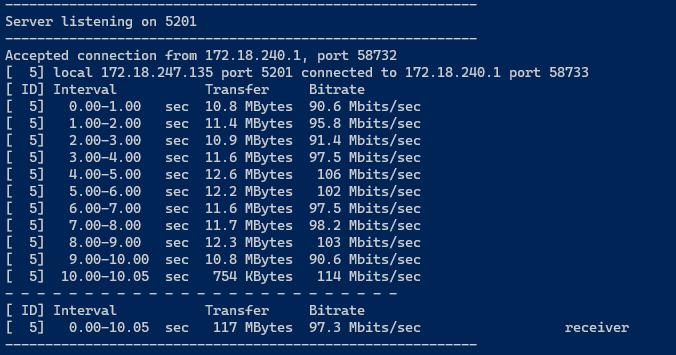 -----------------------------------------------------------
Server listening on 5201
-----------------------------------------------------------
Accepted connection from 172.18.240.1, port 58732
[  5] local 172.18.247.135 port 5201 connected to 172.18.240.1 port 58733
[ ID] Interval           Transfer     Bitrate
[  5]   0.00-1.00   sec  10.8 MBytes  90.6 Mbits/sec
[  5]   1.00-2.00   sec  11.4 MBytes  95.8 Mbits/sec
[  5]   2.00-3.00   sec  10.9 MBytes  91.4 Mbits/sec
[  5]   3.00-4.00   sec  11.6 MBytes  97.5 Mbits/sec
[  5]   4.00-5.00   sec  12.6 MBytes   106 Mbits/sec
[  5]   5.00-6.00   sec  12.2 MBytes   102 Mbits/sec
[  5]   6.00-7.00   sec  11.6 MBytes  97.5 Mbits/sec
[  5]   7.00-8.00   sec  11.7 MBytes  98.2 Mbits/sec
[  5]   8.00-9.00   sec  12.3 MBytes   103 Mbits/sec
[  5]   9.00-10.00  sec  10.8 MBytes  90.6 Mbits/sec
[  5]  10.00-10.05  sec   754 kBytes   114 Mbits/sec
- - - - - - - - - - - - - - - - - - - - - - - - -
[ ID] Interval           Transfer     Bitrate
[  5]   0.00-10.05  sec   117 MBytes  97.3 Mbits/sec                  receiver
-----------------------------------------------------------